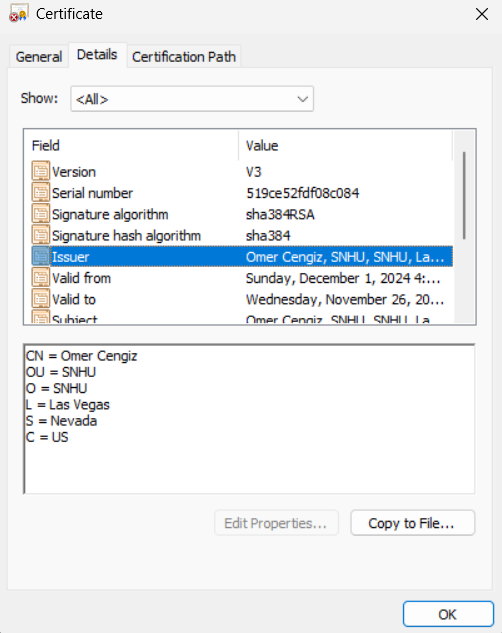 Certificate
General Details Certification Path
Show: <All>
Field Value
Version V3
Serial number 519ce52fdf08c084
Signature algorithm sha384RSA
Signature hash algorithm sha384
Issuer Omer Cengiz, SNHU, SNHU, La...
Valid from Sunday, December 1, 2024 4:...
Valid to Wednesday, November 26, 20...
Subject Omer Cengiz, SNHU, SNHU, La
CN = Omer Cengiz
OU = SNHU
O = SNHU
L = Las Vegas
S = Nevada
C = US
Edit Properties... Copy to File...
OK